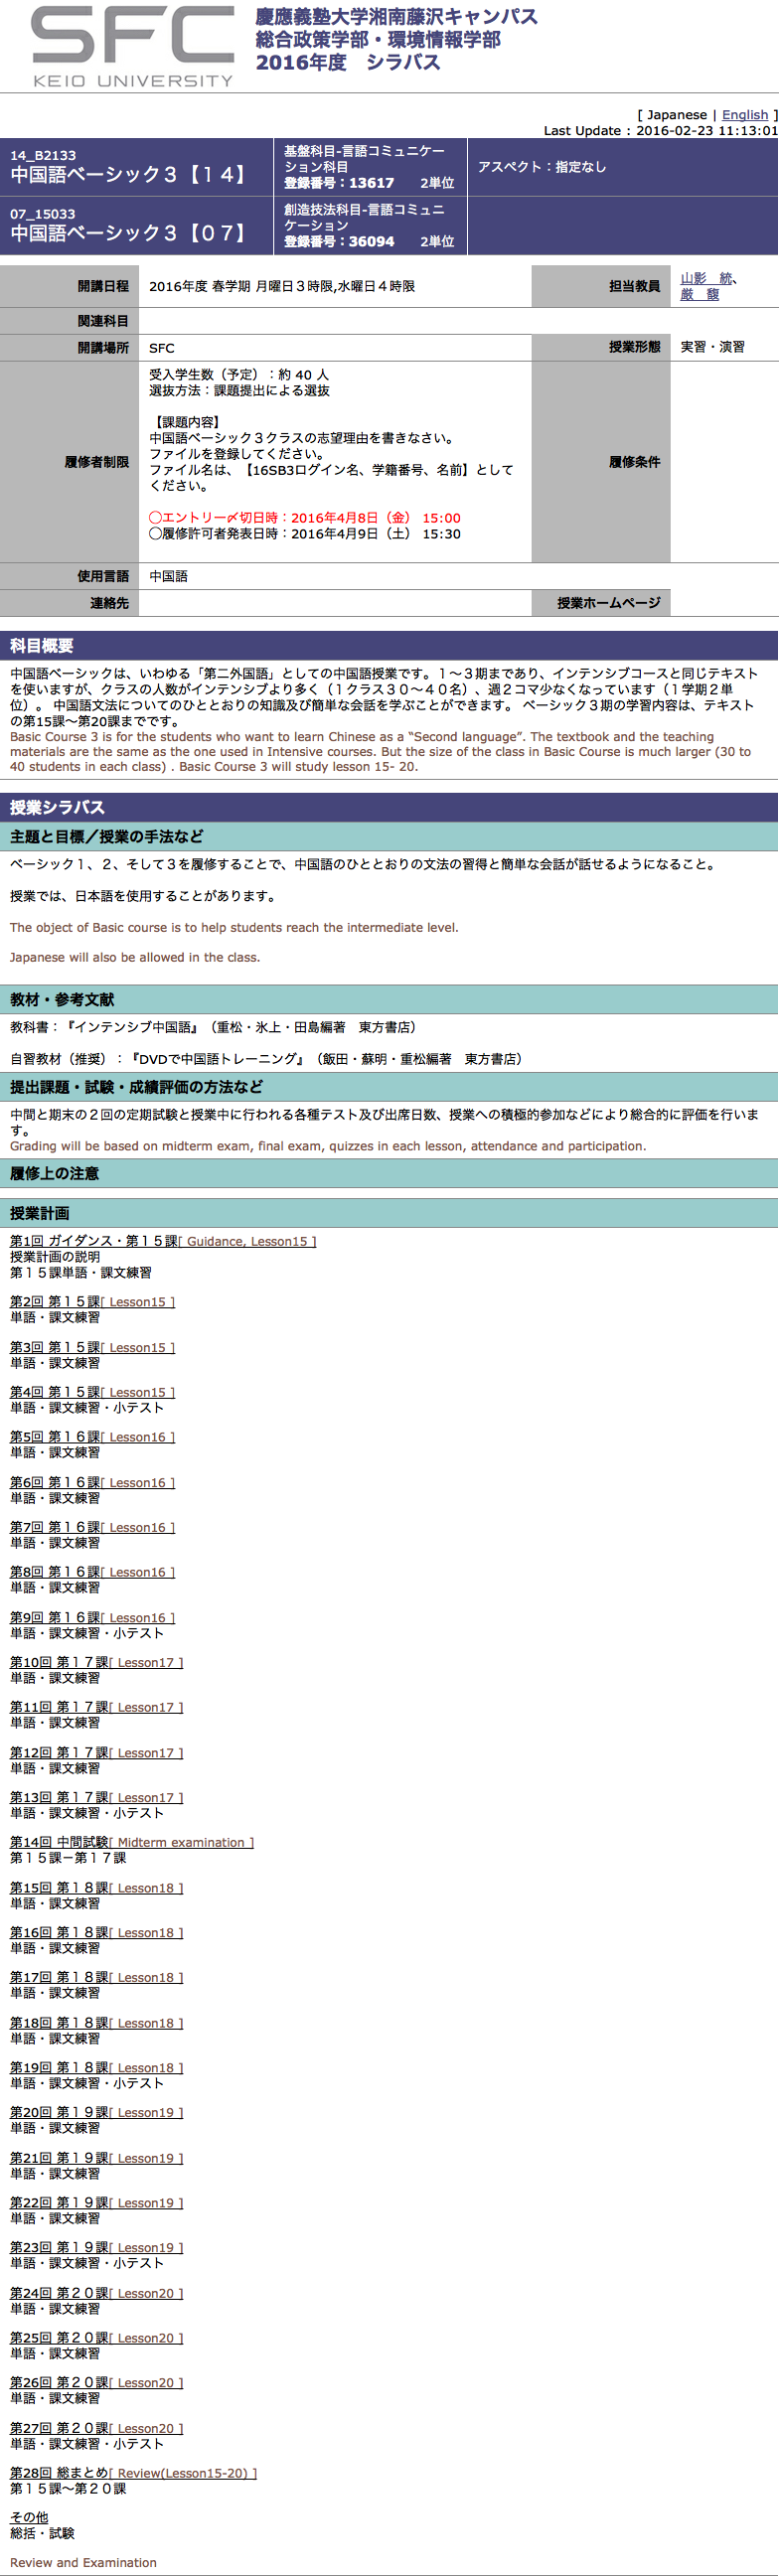 SFC
KEIO UNIVERSITY
慶應義塾大学湘南藤沢キャンパス
総合政策学部・環境情報学部
2016年度　シラバス
[ Japanese | English ]
Last Update : 2016-02-23 11:13:01
14_B2133
中国語ベーシック３【１４】
基盤科目-言語コミュニケー
ション科目
登録番号：13617　2単位
アスペクト：指定なし
07_15033
中国語ベーシック３【０７】
創造技法科目-言語コミュニ
ケーション
登録番号：36094　2単位
開講日程
2016年度 春学期 月曜日３時限,水曜日４時限
担当教員
山影　統、
厳　馥
関連科目
開講場所
SFC
授業形態
実習・演習
履修者制限
受入学生数（予定）：約 40 人
選抜方法：課題提出による選抜
【課題内容】
中国語ベーシック３クラスの志望理由を書きなさい。
ファイルを登録してください。
ファイル名は、【16SB3ログイン名、学籍番号、名前】として
ください。
◯エントリー〆切日時：2016年4月8日（金） 15:00
◯履修許可者発表日時：2016年4月9日（土） 15:30
履修条件
使用言語
中国語
連絡先
授業ホームページ
科目概要
中国語ベーシックは、いわゆる「第二外国語」としての中国語授業です。１〜３期まであり、インテンシブコースと同じテキスト
を使いますが、クラスの人数がインテンシブより多く（１クラス３０〜４０名）、週２コマ少なくなっています（１学期２単
位）。 中国語文法についてのひととおりの知識及び簡単な会話を学ぶことができます。 ベーシック３期の学習内容は、テキスト
の第15課〜第20課までです。
Basic Course 3 is for the students who want to learn Chinese as a “Second language”. The textbook and the teaching
materials are the same as the one used in Intensive courses. But the size of the class in Basic Course is much larger (30 to
40 students in each class) . Basic Course 3 will study lesson 15- 20.
授業シラバス
主題と目標／授業の手法など
ベーシック１、２、そして３を履修することで、中国語のひととおりの文法の習得と簡単な会話が話せるようになること。
授業では、日本語を使用することがあります。
The object of Basic course is to help students reach the intermediate level.
Japanese will also be allowed in the class.
教材・参考文献
教科書：『インテンシブ中国語』（重松・氷上・田島編著　東方書店）
自習教材（推奨）：『DVDで中国語トレーニング』（飯田・蘇明・重松編著　東方書店）
提出課題・試験・成績評価の方法など
中間と期末の２回の定期試験と授業中に行われる各種テスト及び出席日数、授業への積極的参加などにより総合的に評価を行いま
す。
Grading will be based on midterm exam, final exam, quizzes in each lesson, attendance and participation.
履修上の注意
授業計画
第1回 ガイダンス・第１５課[ Guidance, Lesson15 ]
授業計画の説明
第１５課単語・課文練習
第2回 第１５課[ Lesson15 ]
単語・課文練習
第3回 第１５課[ Lesson15 ]
単語・課文練習
第4回 第１５課[ Lesson15 ]
単語・課文練習・小テスト
第5回 第１６課[ Lesson16 ]
単語・課文練習
第6回 第１６課[ Lesson16 ]
単語・課文練習
第7回 第１６課[ Lesson16 ]
単語・課文練習
第8回 第１６課[ Lesson16 ]
単語・課文練習
第9回 第１６課[ Lesson16 ]
単語・課文練習・小テスト
第10回 第１７課[ Lesson17 ]
単語・課文練習
第11回 第１７課[ Lesson17 ]
単語・課文練習
第12回 第１７課[ Lesson17 ]
単語・課文練習
第13回 第１７課[ Lesson17 ]
単語・課文練習・小テスト
第14回 中間試験[ Midterm examination ]
第１５課－第１７課
第15回 第１８課[ Lesson18 ]
単語・課文練習
第16回 第１８課[ Lesson18 ]
単語・課文練習
第17回 第１８課[ Lesson18 ]
単語・課文練習
第18回 第１８課[ Lesson18 ]
単語・課文練習
第19回 第１８課[ Lesson18 ]
単語・課文練習・小テスト
第20回 第１９課[ Lesson19 ]
単語・課文練習
第21回 第１９課[ Lesson19 ]
単語・課文練習
第22回 第１９課[ Lesson19 ]
単語・課文練習
第23回 第１９課[ Lesson19 ]
単語・課文練習・小テスト
第24回 第２０課[ Lesson20 ]
単語・課文練習
第25回 第２０課[ Lesson20 ]
単語・課文練習
第26回 第２０課[ Lesson20 ]
単語・課文練習
第27回 第２０課[ Lesson20 ]
単語・課文練習・小テスト
第28回 総まとめ[ Review(Lesson15-20) ]
第１５課〜第２０課
その他
総括・試験
Review and Examination